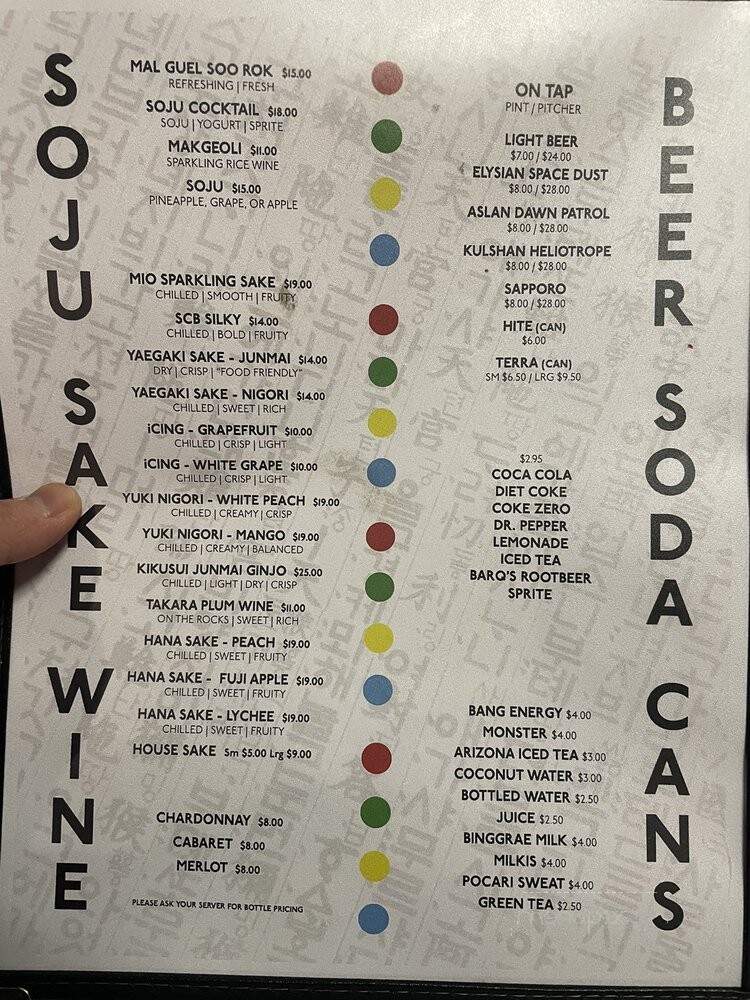 SOJU
MAL GUEL SOO ROK $15.00
REFRESHING | FRESH
SOJU COCKTAIL $18.00
SOJU | YOGURT | SPRITE
MAKGEOLI $11.00
SPARKLING RICE WINE
SOJU $15.00
PINEAPPLE, GRAPE, OR APPLE
SAKE
MIO SPARKLING SAKE $19.00
CHILLED | SMOOTH | FRUITY
SCB SILKY $14.00
CHILLED | BOLD | FRUITY
YAEGAKI SAKE - JUNMAI $14.00
DRY | CRISP | "FOOD FRIENDLY"
YAEGAKI SAKE - NIGORI $14.00
CHILLED | SWEET | RICH
iCING - GRAPEFRUIT $10.00
CHILLED | CRISP | LIGHT
iCING - WHITE GRAPE $10.00
CHILLED | CRISP | LIGHT
YUKI NIGORI - WHITE PEACH $19.00
CHILLED | CREAMY | CRISP
YUKI NIGORI - MANGO $19.00
CHILLED | CREAMY | BALANCED
KIKUSUI JUNMAI GINJO $25.00
CHILLED | LIGHT | DRY | CRISP
TAKARA PLUM WINE $11.00
ON THE ROCKS | SWEET | RICH
HANA SAKE - PEACH $19.00
CHILLED | SWEET | FRUITY
HANA SAKE - FUJI APPLE $19.00
CHILLED | SWEET | FRUITY
HANA SAKE - LYCHEE $19.00
CHILLED | SWEET | FRUITY
HOUSE SAKE Sm $5.00 Lrg $9.00
WINE
CHARDONNAY $8.00
CABARET $8.00
MERLOT $8.00
PLEASE ASK YOUR SERVER FOR BOTTLE PRICING
BEER
ON TAP
PINT / PITCHER
LIGHT BEER
$7.00 / $24.00
ELYSIAN SPACE DUST
$8.00 / $28.00
ASLAN DAWN PATROL
$8.00 / $28.00
KULSHAN HELIOTROPE
$8.00 / $28.00
SAPPORO
$8.00 / $28.00
HITE (CAN)
$6.00
TERRA (CAN)
SM $6.50 / LRG $9.50
SODA
$2.95
COCA COLA
DIET COKE
COKE ZERO
DR. PEPPER
LEMONADE
ICED TEA
BARQ'S ROOTBEER
SPRITE
CANS
BANG ENERGY $4.00
MONSTER $4.00
ARIZONA ICED TEA $3.00
COCONUT WATER $3.00
BOTTLED WATER $2.50
JUICE $2.50
BINGGRAE MILK $4.00
MILKIS $4.00
POCARI SWEAT $4.00
GREEN TEA $2.50